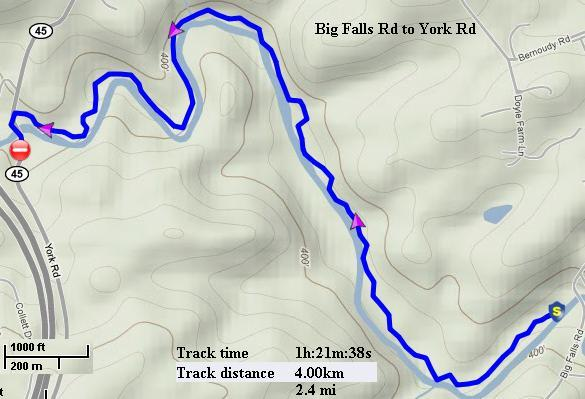 45
Big Falls Rd to York Rd
Bernoudy Rd
400'
Doyle Farm Ln
45
York Rd
400'
Collett D
S
1000 ft
200 m
Track time 1h:21m:38s
Track distance 4.00km
2.4 mi
400'
Big Falls Rd
t